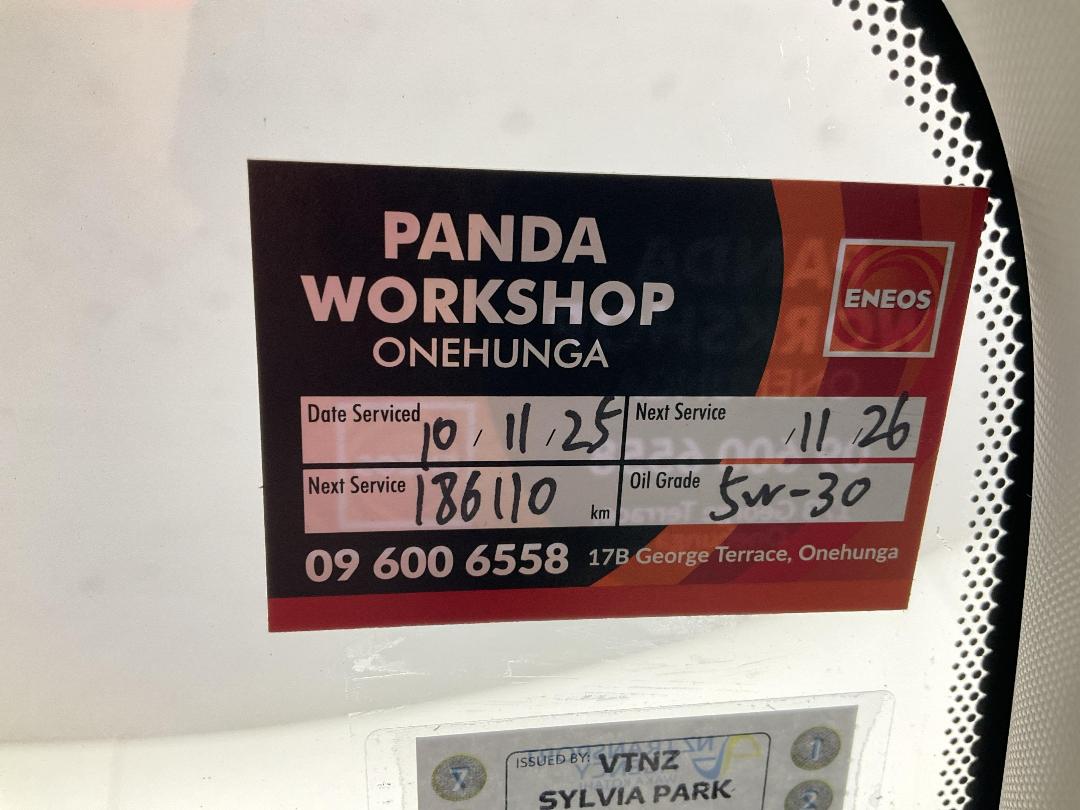 PANDA
WORKSHOP
ONEHUNGA
ENEOS
Date Serviced 10 / 11 / 25 Next Service / 11 / 26
Next Service 186110 km Oil Grade 5W-30
09 600 6558 17B George Terrace, Onehunga
ISSUED BY: VTNZ
SYLVIA PARK